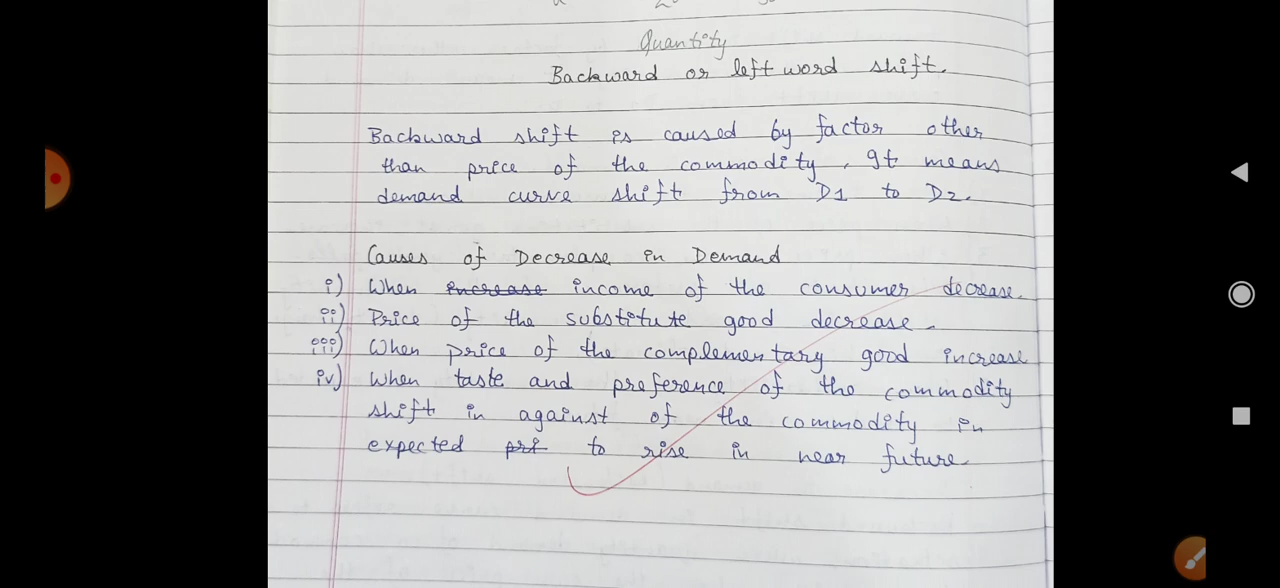 Quantity
Backward or left word shift.
Backward shift is caused by factor other
than price of the commodity. It means
demand curve shift from D1 to D2.
Causes of Decrease in Demand
i) When increase income of the consumer decrease.
ii) Price of the substitute good decrease.
iii) When price of the complementary good increase
iv) When taste and preference of the commodity
shift in against of the commodity in
expected pri to rise in near future.